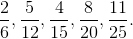 2/6, 5/12, 4/15, 8/20, 11/25.